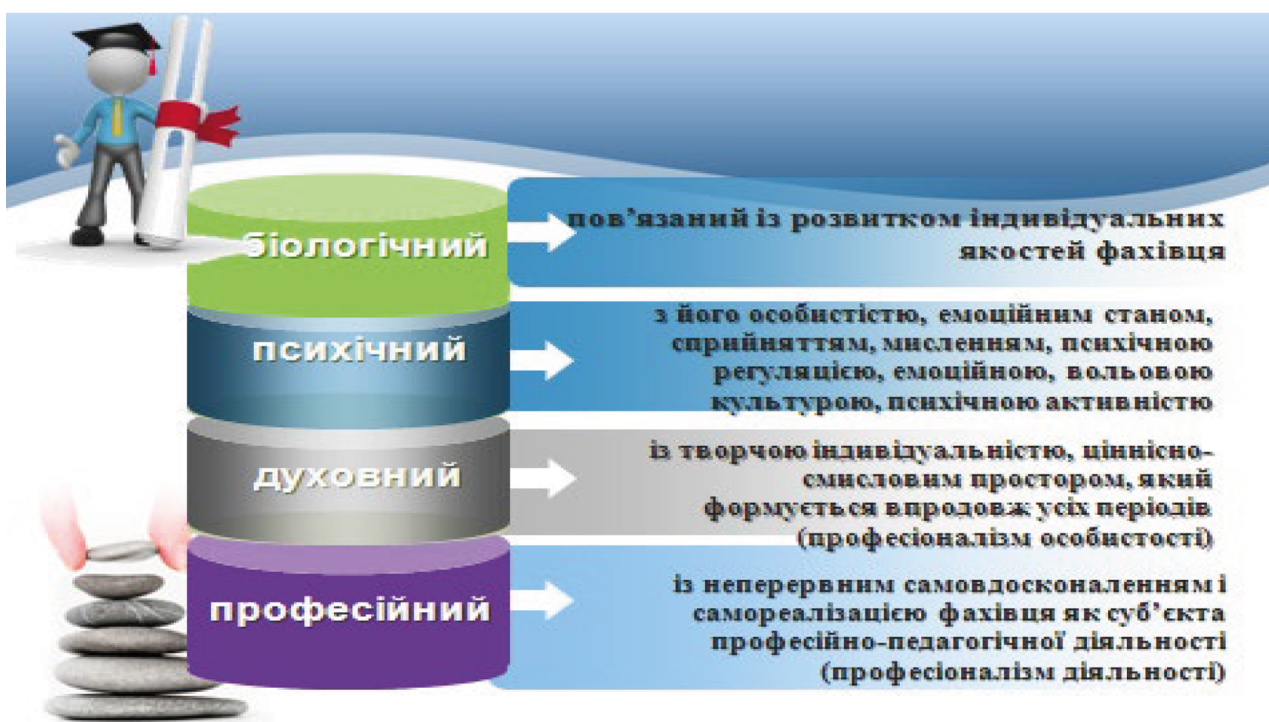 біологічний
пов’язаний із розвитком індивідуальних
якостей фахівця
психічний
з його особистістю, емоційним станом,
сприйняттям, мисленням, психічною
регуляцією, емоційною, вольовою
культурою, психічною активністю
духовний
із творчою індивідуальністю, ціннісно-
смисловим простором, який
формується впродовж усіх періодів
(професіоналізм особистості)
професійний
із неперервним самовдосконаленням і
самореалізацією фахівця як суб’єкта
професійно-педагогічної діяльності
(професіоналізм діяльності)